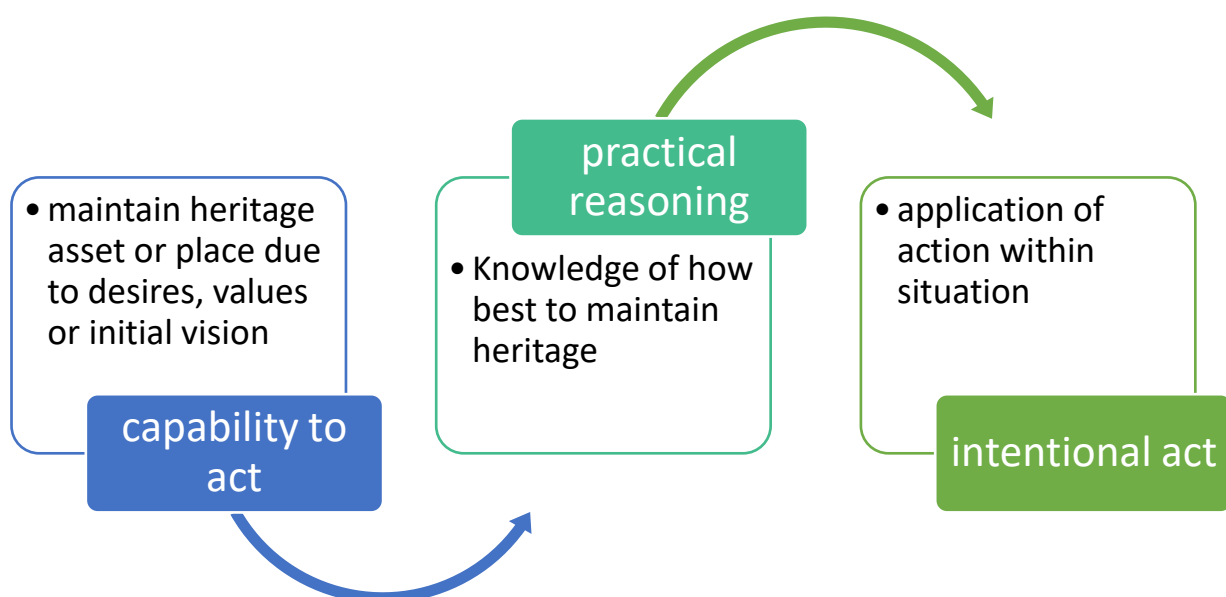 • maintain heritage
asset or place due
to desires, values
or initial vision
capability to
act
practical
reasoning
• Knowledge of how
best to maintain
heritage
• application of
action within
situation
intentional act